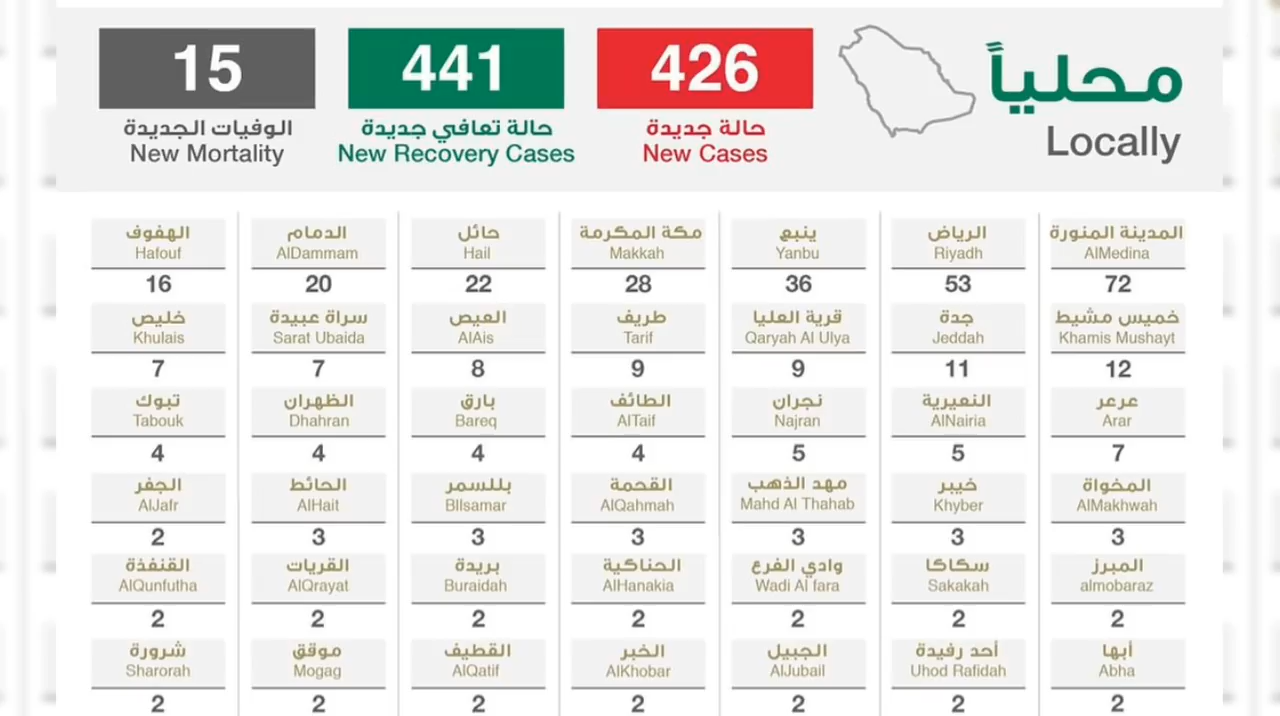 محلياً
Locally
426
حالة جديدة
New Cases
441
حالة تعافي جديدة
New Recovery Cases
15
الوفيات الجديدة
New Mortality
المدينة المنورة
AlMedina
72
الرياض
Riyadh
53
ينبع
Yanbu
36
مكة المكرمة
Makkah
28
حائل
Hail
22
الدمام
AlDammam
20
الهفوف
Hafouf
16
خميس مشيط
Khamis Mushayt
12
جدة
Jeddah
11
قرية العليا
Qaryah Al Ulya
9
طريف
Tarif
9
العيص
AlAis
8
سراة عبيدة
Sarat Ubaida
7
خليص
Khulais
7
عرعر
Arar
7
النعيرية
AlNairia
5
نجران
Najran
5
الطائف
AlTaif
4
بارق
Bareq
4
الظهران
Dhahran
4
تبوك
Tabouk
4
المخواة
AlMakhwah
3
خيبر
Khyber
3
مهد الذهب
Mahd Al Thahab
3
القحمة
AlQahmah
3
بللسمر
Bllsamar
3
الحائط
AlHait
3
الجفر
AlJafr
2
المبرز
almobaraz
2
سكاكا
Sakakah
2
وادي الفرع
Wadi Al fara
2
الحناكية
AlHanakia
2
بريدة
Buraidah
2
القريات
AlQrayat
2
القنفذة
AlQunfutha
2
أبها
Abha
2
أحد رفيدة
Uhod Rafidah
2
الجبيل
AlJubail
2
الخبر
AlKhobar
2
القطيف
AlQatif
2
موقق
Mogag
2
شرورة
Sharorah
2